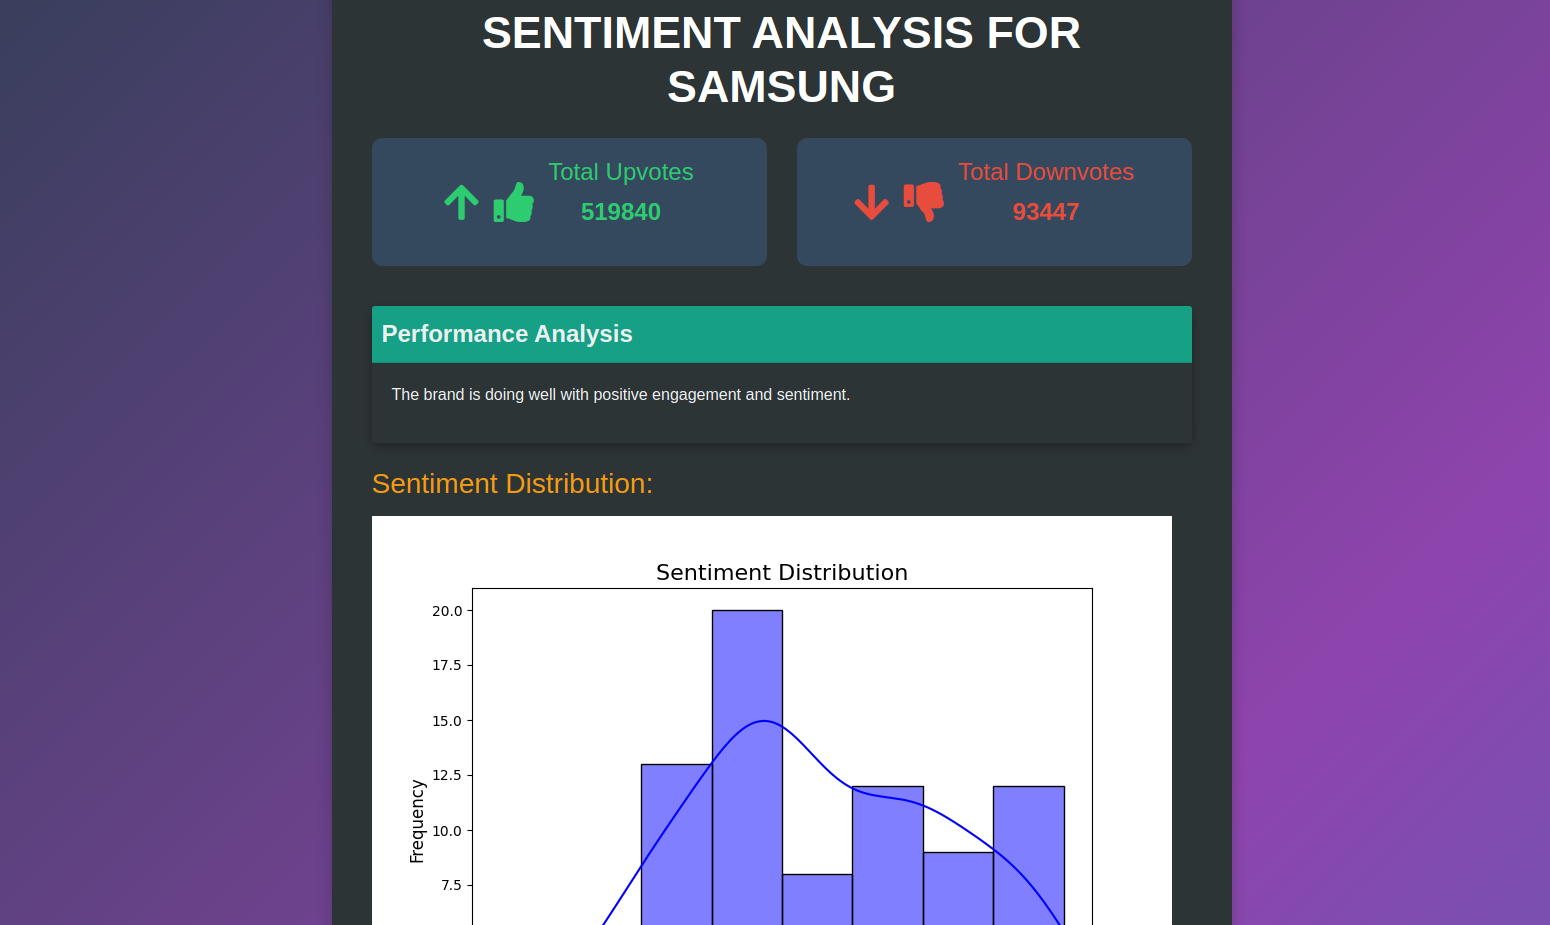 SENTIMENT ANALYSIS FOR
SAMSUNG
Total Upvotes
519840
Total Downvotes
93447
Performance Analysis
The brand is doing well with positive engagement and sentiment.
Sentiment Distribution:
Sentiment Distribution
20.0
17.5
15.0
12.5
10.0
7.5
Frequency